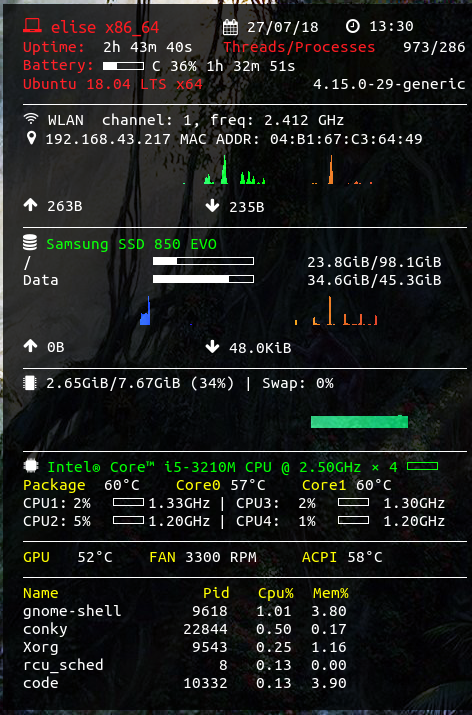 elise x86_64 27/07/18 13:30
Uptime: 2h 43m 40s Threads/Processes 973/286
Battery: C 36% 1h 32m 51s
Ubuntu 18.04 LTS x64 4.15.0-29-generic
WLAN channel: 1, freq: 2.412 GHz
192.168.43.217 MAC ADDR: 04:B1:67:C3:64:49
263B 235B
Samsung SSD 850 EVO
/ 23.8GiB/98.1GiB
Data 34.6GiB/45.3GiB
0B 48.0KiB
2.65GiB/7.67GiB (34%) | Swap: 0%
Intel® Core™ i5-3210M CPU @ 2.50GHz × 4
Package 60°C Core0 57°C Core1 60°C
CPU1: 2% 1.33GHz | CPU3: 2% 1.30GHz
CPU2: 5% 1.20GHz | CPU4: 1% 1.20GHz
GPU 52°C FAN 3300 RPM ACPI 58°C
Name Pid Cpu% Mem%
gnome-shell 9618 1.01 3.80
conky 22844 0.50 0.17
Xorg 9543 0.25 1.16
rcu_sched 8 0.13 0.00
code 10332 0.13 3.90